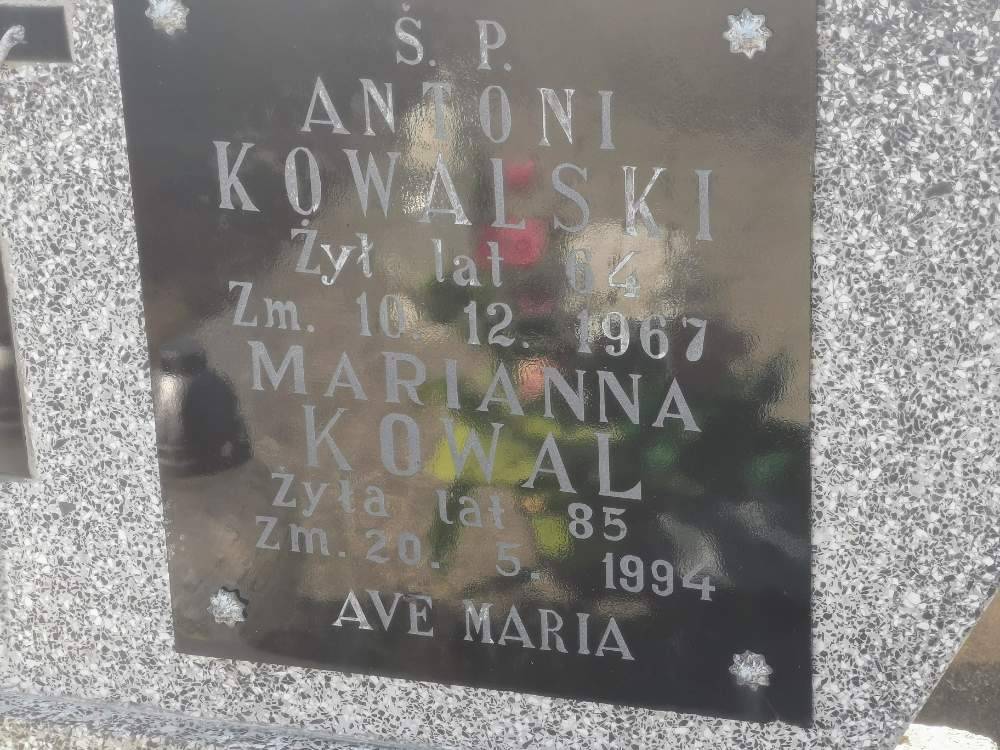 Ś. P.
ANTONI
KOWALSKI
Żył lat 64
Zm. 10. 12. 1967
MARIANNA
KOWAL
Żyła lat 85
Zm. 20. 5. 1994
AVE MARIA